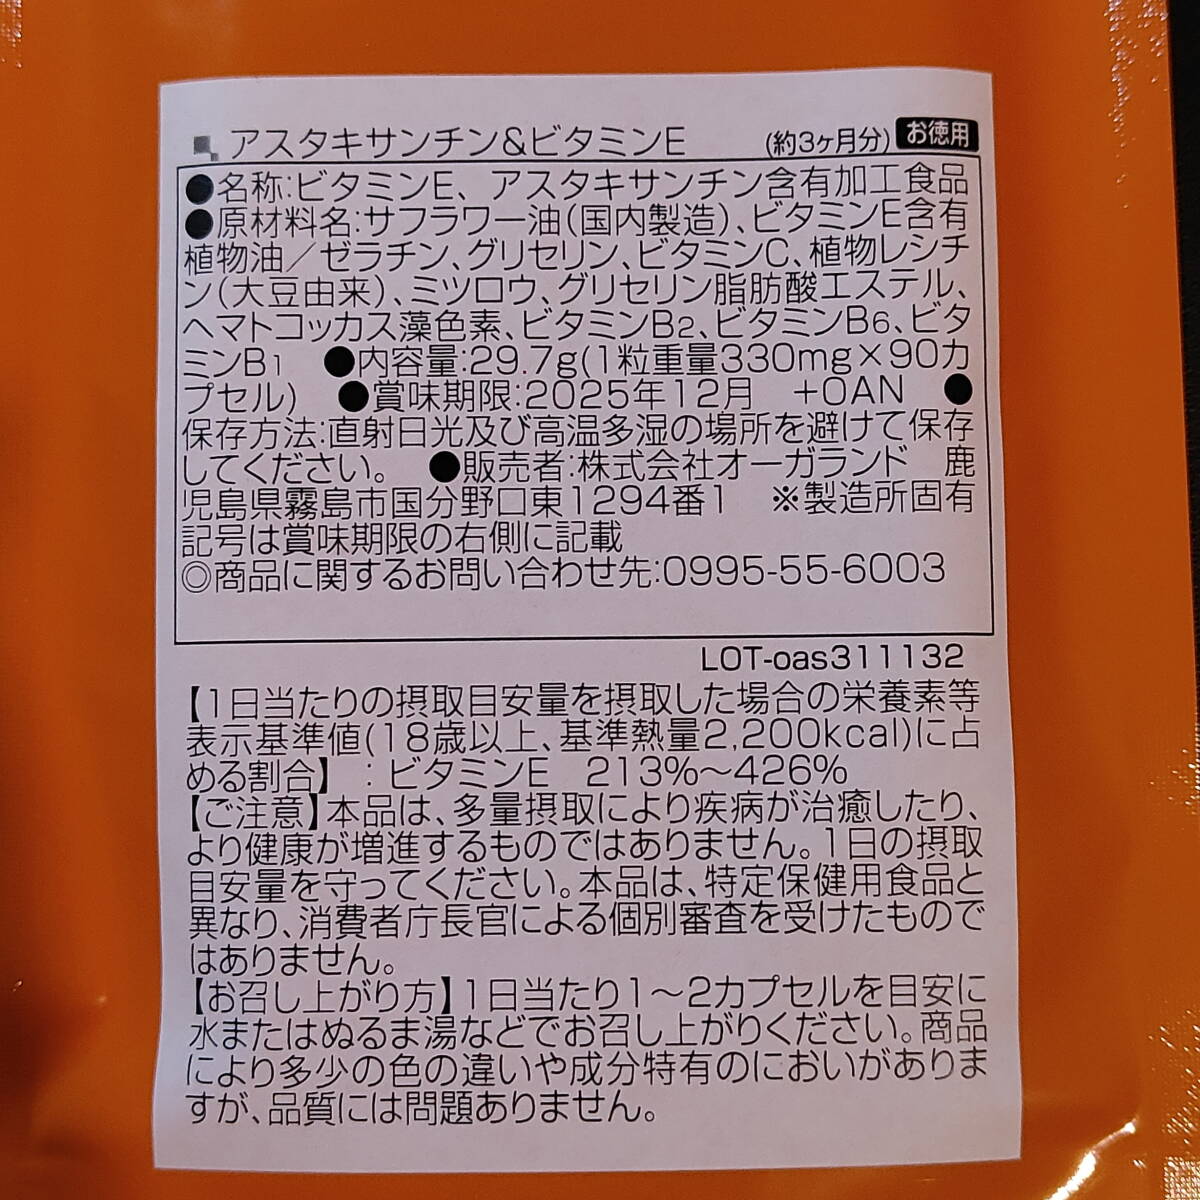 アスタキサンチン&ビタミンE (約3ヶ月分) お徳用
●名称:ビタミンE、アスタキサンチン含有加工食品
●原材料名:サフラワー油(国内製造)、ビタミンE含有
植物油／ゼラチン、グリセリン、ビタミンC、植物レシチ
ン(大豆由来)、ミツロウ、グリセリン脂肪酸エステル、
ヘマトコッカス藻色素、ビタミンB2、ビタミンB6、ビタ
ミンB1 ●内容量:29.7g(1粒重量330mg×90カ
プセル) ●賞味期限:2025年12月 +OAN ●
保存方法:直射日光及び高温多湿の場所を避けて保存
してください。 ●販売者:株式会社オーガランド 鹿
児島県霧島市国分野口東1294番1 ※製造所固有
記号は賞味期限の右側に記載
◎商品に関するお問い合わせ先:0995-55-6003
LOT-oas311132
【1日当たりの摂取目安量を摂取した場合の栄養素等
表示基準値(18歳以上、基準熱量2,200kcal)に占
める割合】 : ビタミンE 213%～426%
【ご注意】本品は、多量摂取により疾病が治癒したり、
より健康が増進するものではありません。1日の摂取
目安量を守ってください。本品は、特定保健用食品と
異なり、消費者庁長官による個別審査を受けたもので
はありません。
【お召し上がり方】1日当たり1～2カプセルを目安に
水またはぬるま湯などでお召し上がりください。商品
により多少の色の違いや成分特有のにおいがありま
すが、品質には問題ありません。